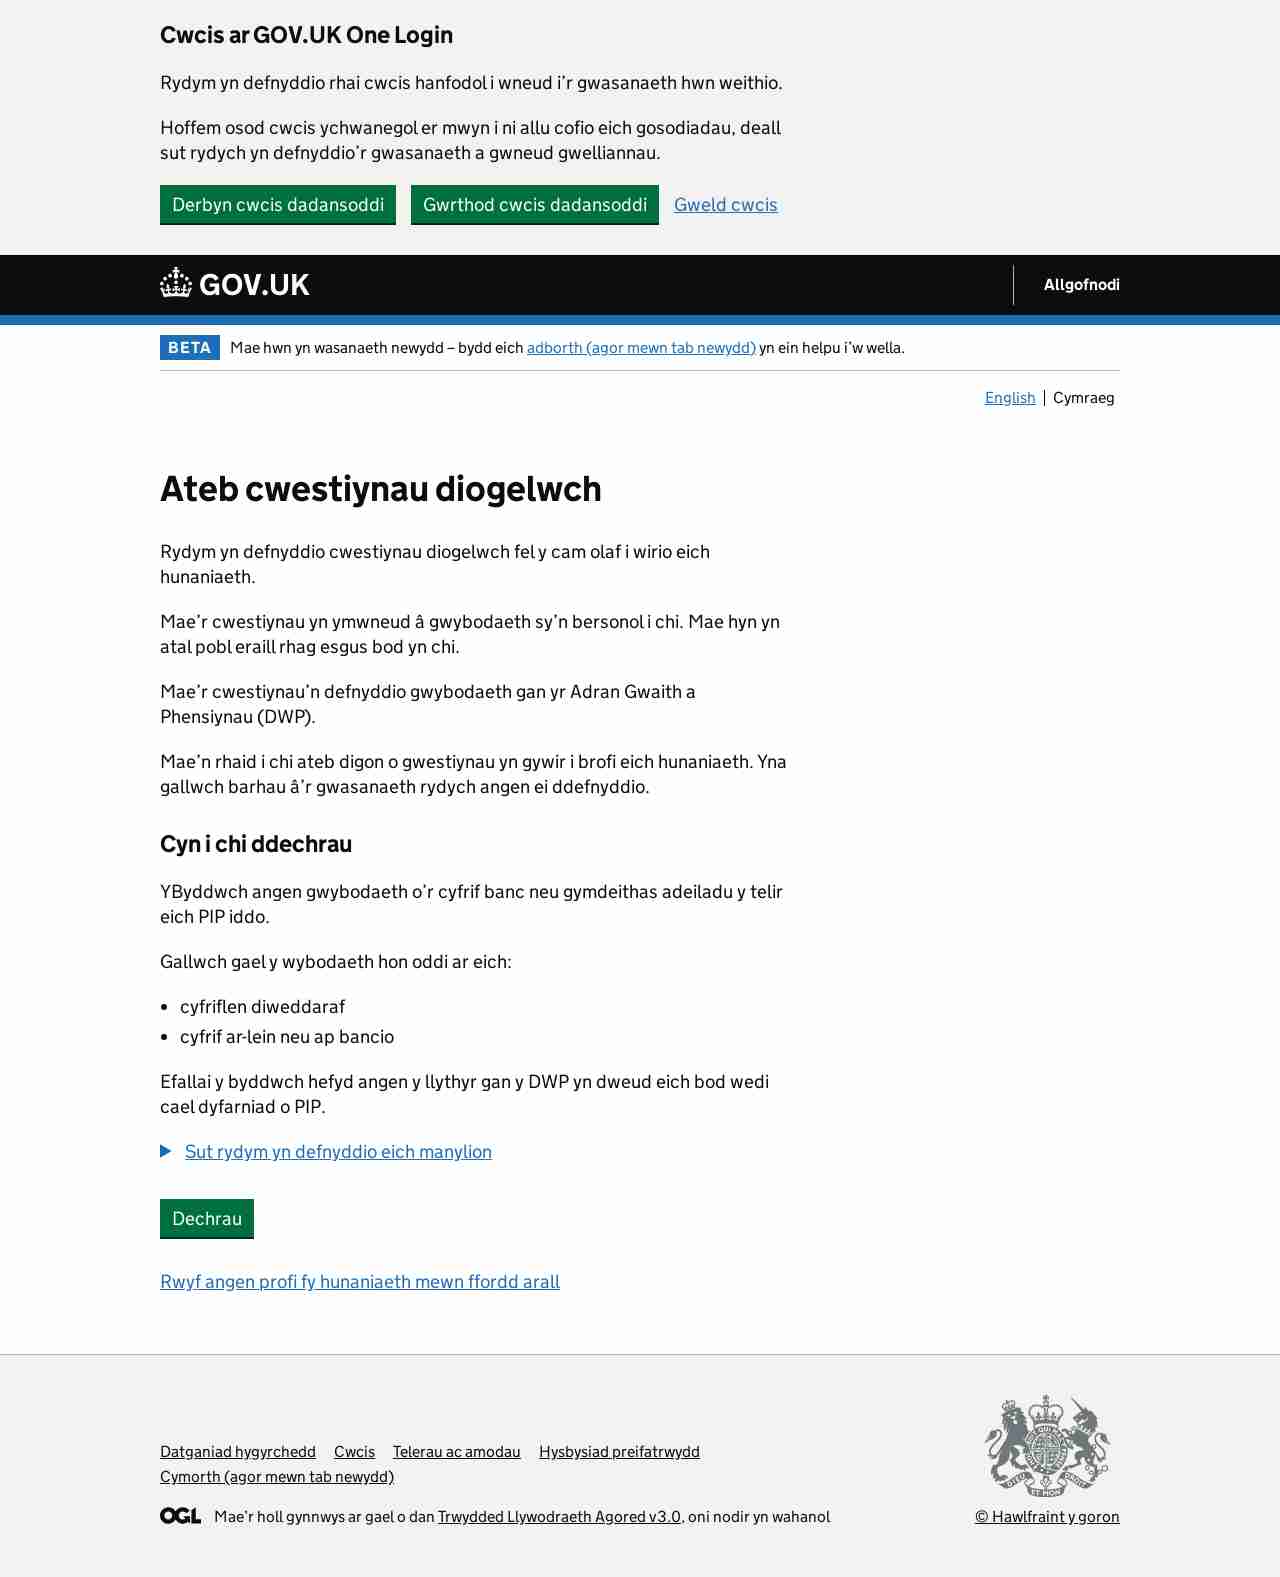 Cwcis ar GOV.UK One Login
Rydym yn defnyddio rhai cwcis hanfodol i wneud i’r gwasanaeth hwn weithio.
Hoffem osod cwcis ychwanegol er mwyn i ni allu cofio eich gosodiadau, deall
sut rydych yn defnyddio’r gwasanaeth a gwneud gwelliannau.
Derbyn cwcis dadansoddi Gwrthod cwcis dadansoddi Gweld cwcis
GOV.UK Allgofnodi
BETA Mae hwn yn wasanaeth newydd – bydd eich adborth (agor mewn tab newydd) yn ein helpu i’w wella.
English Cymraeg
Ateb cwestiynau diogelwch
Rydym yn defnyddio cwestiynau diogelwch fel y cam olaf i wirio eich
hunaniaeth.
Mae’r cwestiynau yn ymwneud â gwybodaeth sy’n bersonol i chi. Mae hyn yn
atal pobl eraill rhag esgus bod yn chi.
Mae’r cwestiynau’n defnyddio gwybodaeth gan yr Adran Gwaith a
Phensiynau (DWP).
Mae’n rhaid i chi ateb digon o gwestiynau yn gywir i brofi eich hunaniaeth. Yna
gallwch barhau â’r gwasanaeth rydych angen ei ddefnyddio.
Cyn i chi ddechrau
YByddwch angen gwybodaeth o’r cyfrif banc neu gymdeithas adeiladu y telir
eich PIP iddo.
Gallwch gael y wybodaeth hon oddi ar eich:
• cyfriflen diweddaraf
• cyfrif ar-lein neu ap bancio
Efallai y byddwch hefyd angen y llythyr gan y DWP yn dweud eich bod wedi
cael dyfarniad o PIP.
Sut rydym yn defnyddio eich manylion
Dechrau
Rwyf angen profi fy hunaniaeth mewn ffordd arall
Datganiad hygyrchedd Cwcis Telerau ac amodau Hysbysiad preifatrwydd
Cymorth (agor mewn tab newydd)
OGL Mae’r holl gynnwys ar gael o dan Trwydded Llywodraeth Agored v3.0, oni nodir yn wahanol
© Hawlfraint y goron